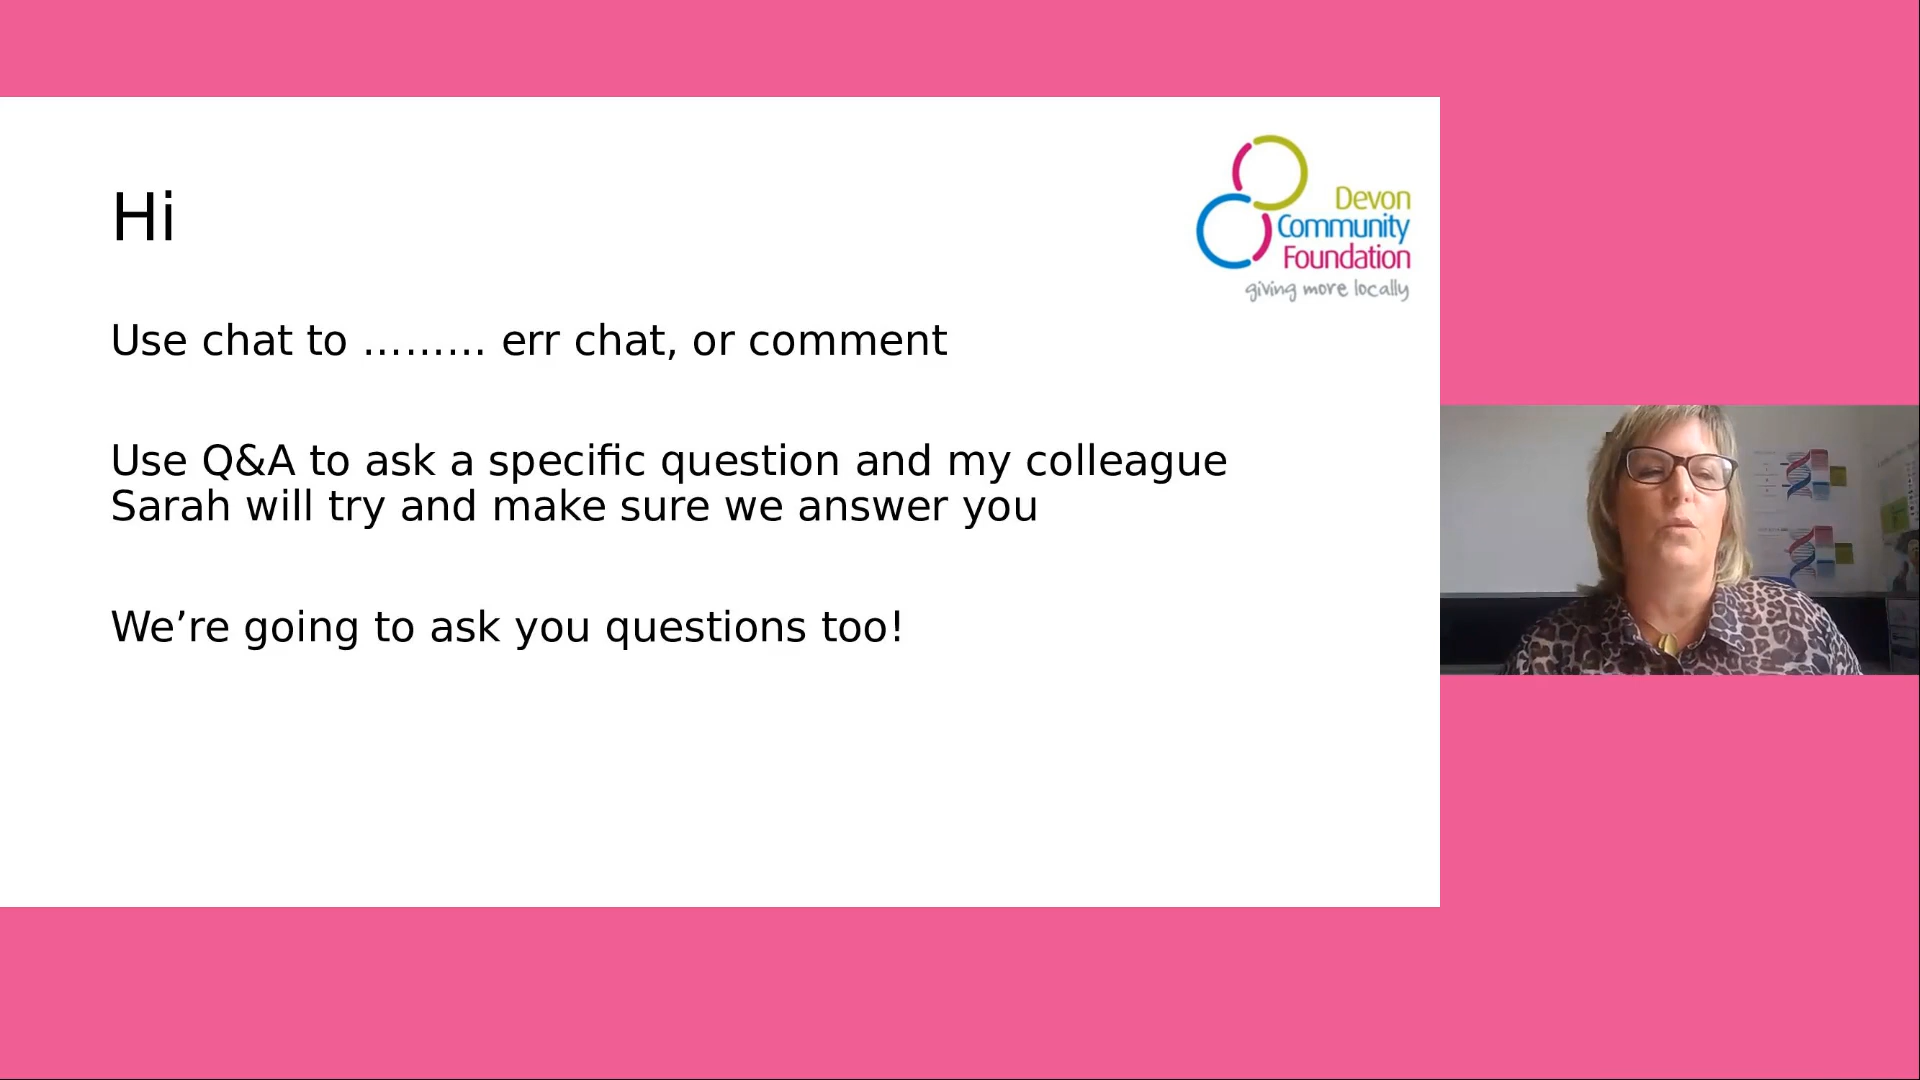 Hi
Devon
Community
Foundation
giving more locally
Use chat to ……… err chat, or comment
Use Q&A to ask a specific question and my colleague
Sarah will try and make sure we answer you
We’re going to ask you questions too!